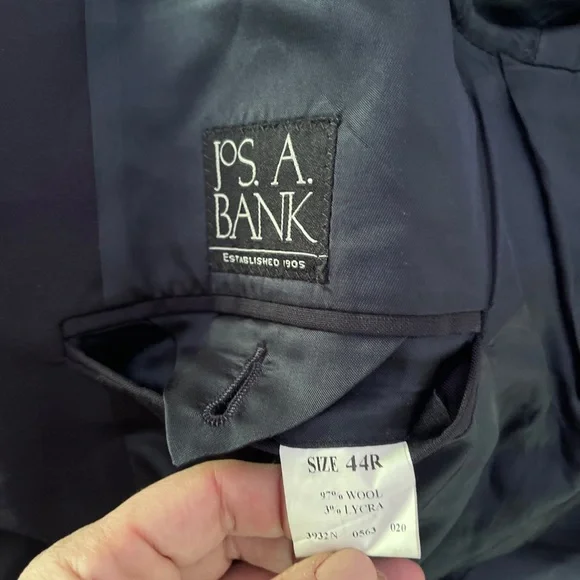 JOS. A.
BANK
ESTABLISHED 1905
SIZE 44R
97% WOOL
3% LYCRA
3932N 0563 020